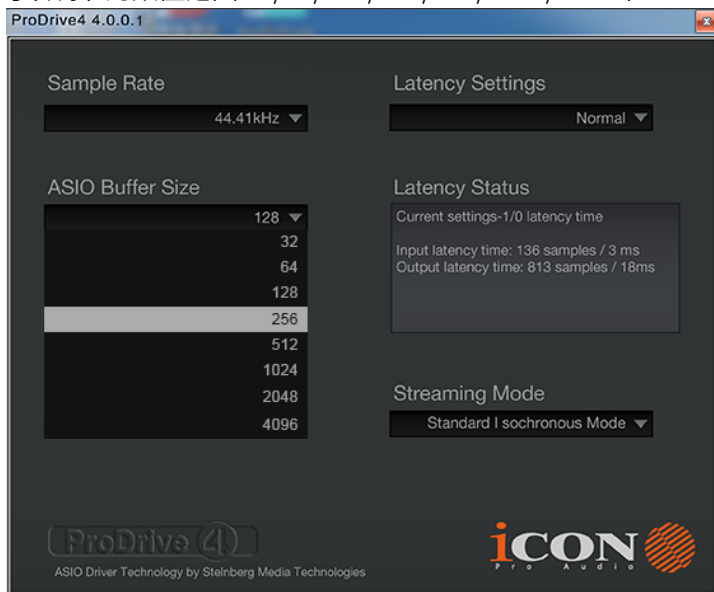 ProDrive4 4.0.0.1
Sample Rate
44.41kHz
ASIO Buffer Size
128
32
64
128
256
512
1024
2048
4096
Latency Settings
Normal
Latency Status
Current settings-1/0 latency time
Input latency time: 136 samples / 3 ms
Output latency time: 813 samples / 18ms
Streaming Mode
Standard I sochronous Mode
ProDrive 4
ASIO Driver Technology by Steinberg Media Technologies
iCON
Pro Audio